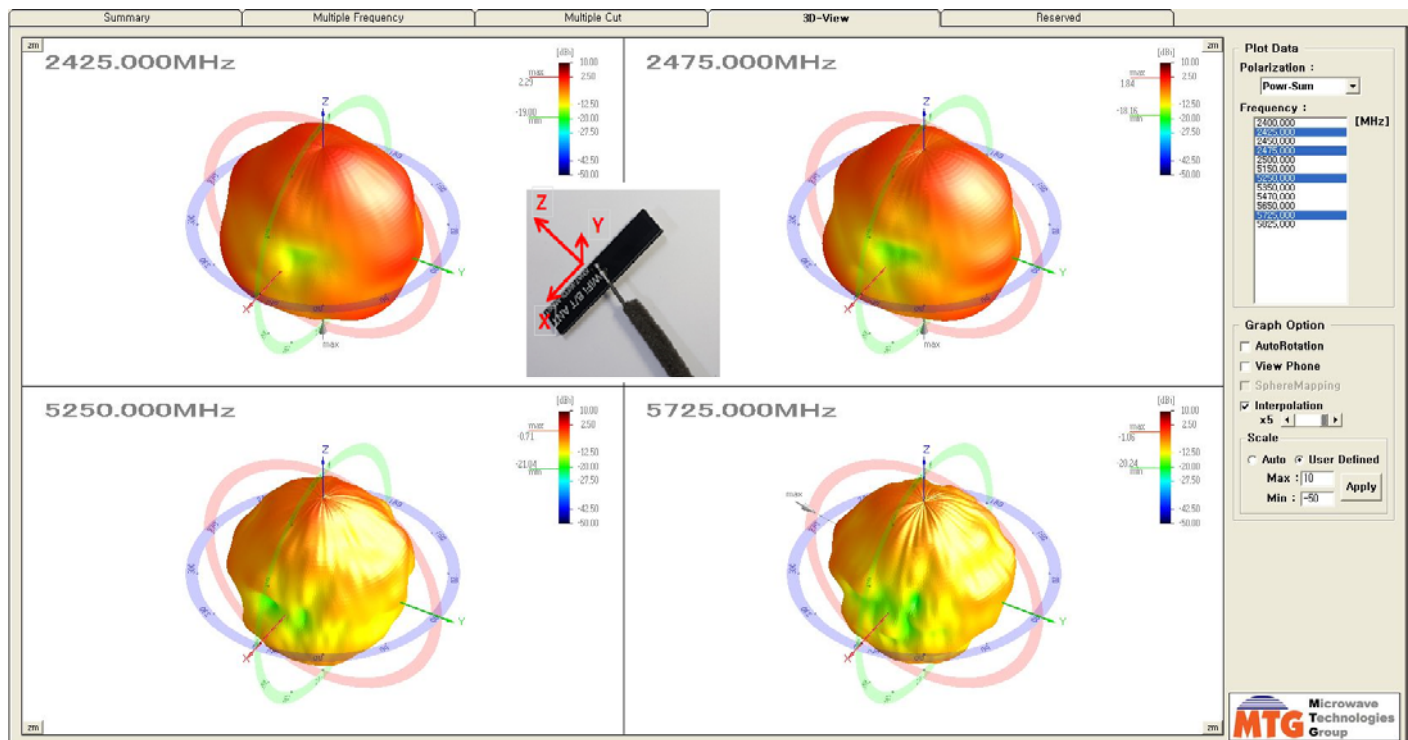 Summary
Multiple Frequency
Multiple Cut
3D-View
Reserved
zm
2425.000MHz
[dBi]
max
2.29
-19.00
min
10.00
2.50
-12.50
-20.00
-27.50
-42.50
-50.00
Z
X
Y
max
2475.000MHz
zm
[dBi]
max
1.84
-18.16
min
10.00
2.50
-12.50
-20.00
-27.50
-42.50
-50.00
Z
X
Y
max
Z
Y
X
WIFI B/T ANT
5250.000MHz
[dBi]
max
-0.71
-21.04
min
10.00
2.50
-12.50
-20.00
-27.50
-42.50
-50.00
Z
X
Y
zm
5725.000MHz
[dBi]
max
-1.06
-20.24
min
10.00
2.50
-12.50
-20.00
-27.50
-42.50
-50.00
max
Z
X
Y
zm
Plot Data
Polarization :
Powr-Sum
Frequency :
[MHz]
2400,000
2425,000
2450,000
2475,000
2500,000
5150,000
5250,000
5350,000
5470,000
5650,000
5725,000
5825,000
Graph Option
AutoRotation
View Phone
SphereMapping
Interpolation
x5
Scale
Auto User Defined
Max : 10
Min : -50
Apply
MTG
Microwave
Technologies
Group